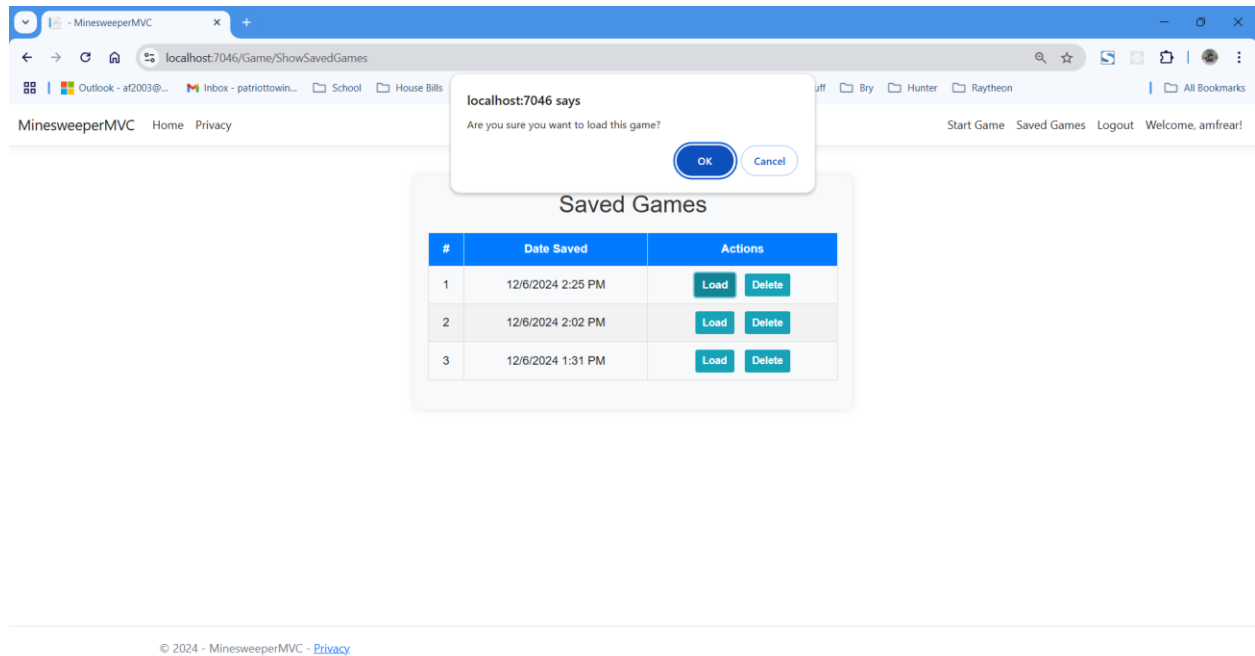 - MinesweeperMVC
localhost:7046/Game/ShowSavedGames
Outlook - af2003@... Inbox - patriottowin... School House Bills Bry Hunter Raytheon All Bookmarks
localhost:7046 says
Are you sure you want to load this game?
OK Cancel
MinesweeperMVC Home Privacy Start Game Saved Games Logout Welcome, amfrear!
Saved Games
# Date Saved Actions
1 12/6/2024 2:25 PM Load Delete
2 12/6/2024 2:02 PM Load Delete
3 12/6/2024 1:31 PM Load Delete
© 2024 - MinesweeperMVC - Privacy